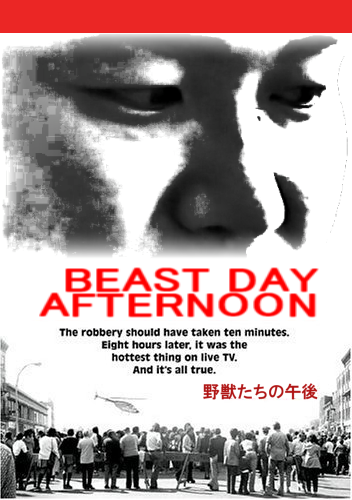 BEAST DAY
AFTERNOON
The robbery should have taken ten minutes.
Eight hours later, it was the
hottest thing on live TV.
And it's all true.
野獣たちの午後